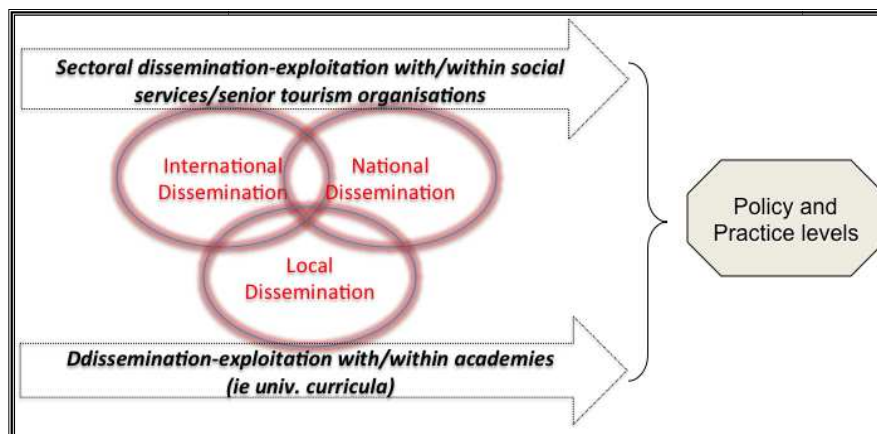 Sectoral dissemination-exploitation with/within social
services/senior tourism organisations
International
Dissemination
National
Dissemination
Local
Dissemination
Policy and
Practice levels
Ddissemination-exploitation with/within academies
(ie univ. curricula)